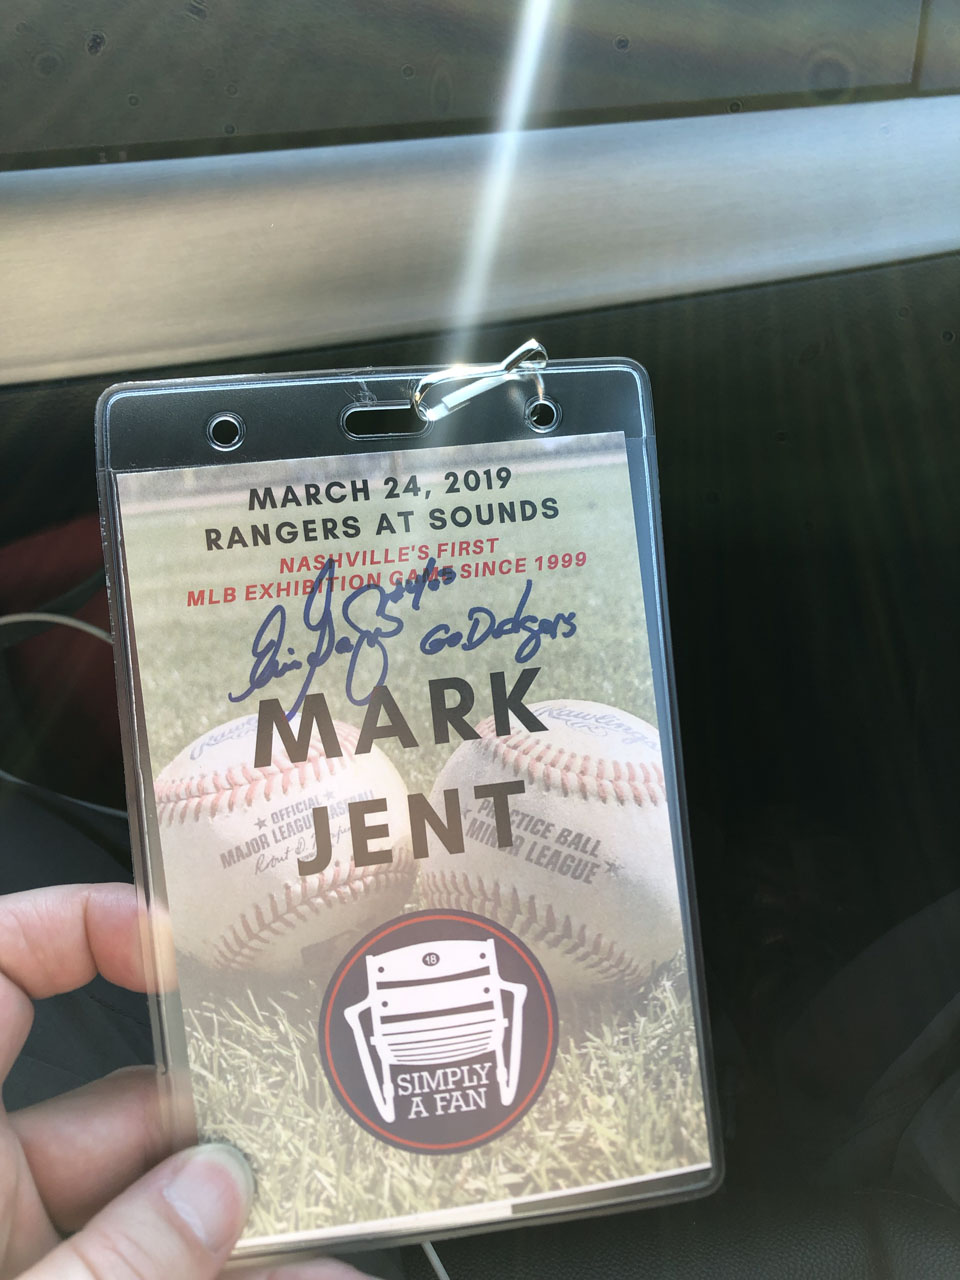 MARCH 24, 2019
RANGERS AT SOUNDS
NASHVILLE'S FIRST
MLB EXHIBITION GAME SINCE 1999
Go Dodgers
MARK
JENT
Rawlings
OFFICIAL
MAJOR LEAGUE BASEBALL
PRACTICE BALL
MINOR LEAGUE
18
SIMPLY
A FAN